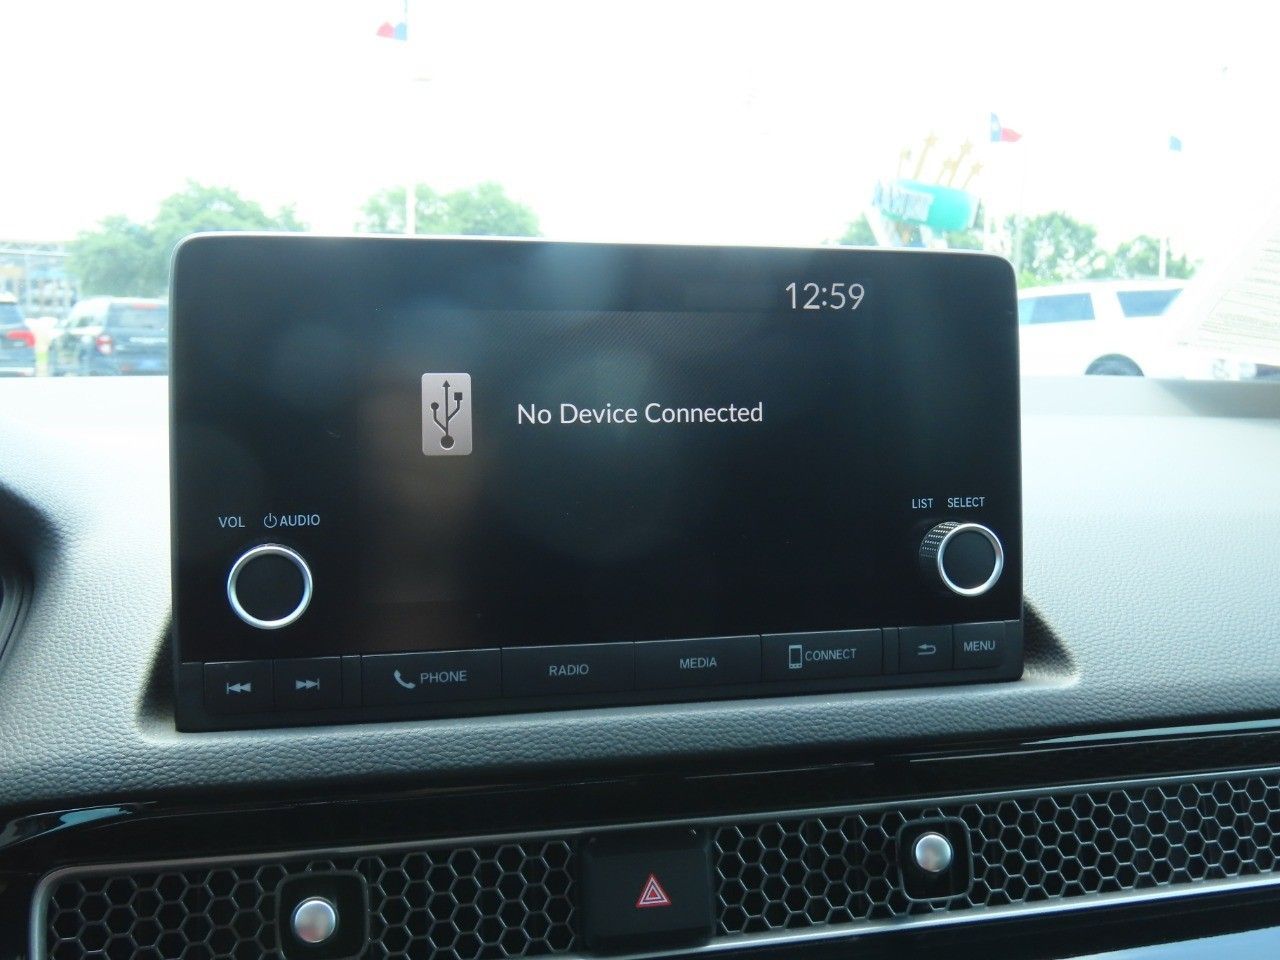 12:59
No Device Connected
VOL AUDIO
LIST SELECT
PHONE
RADIO
MEDIA
CONNECT
MENU